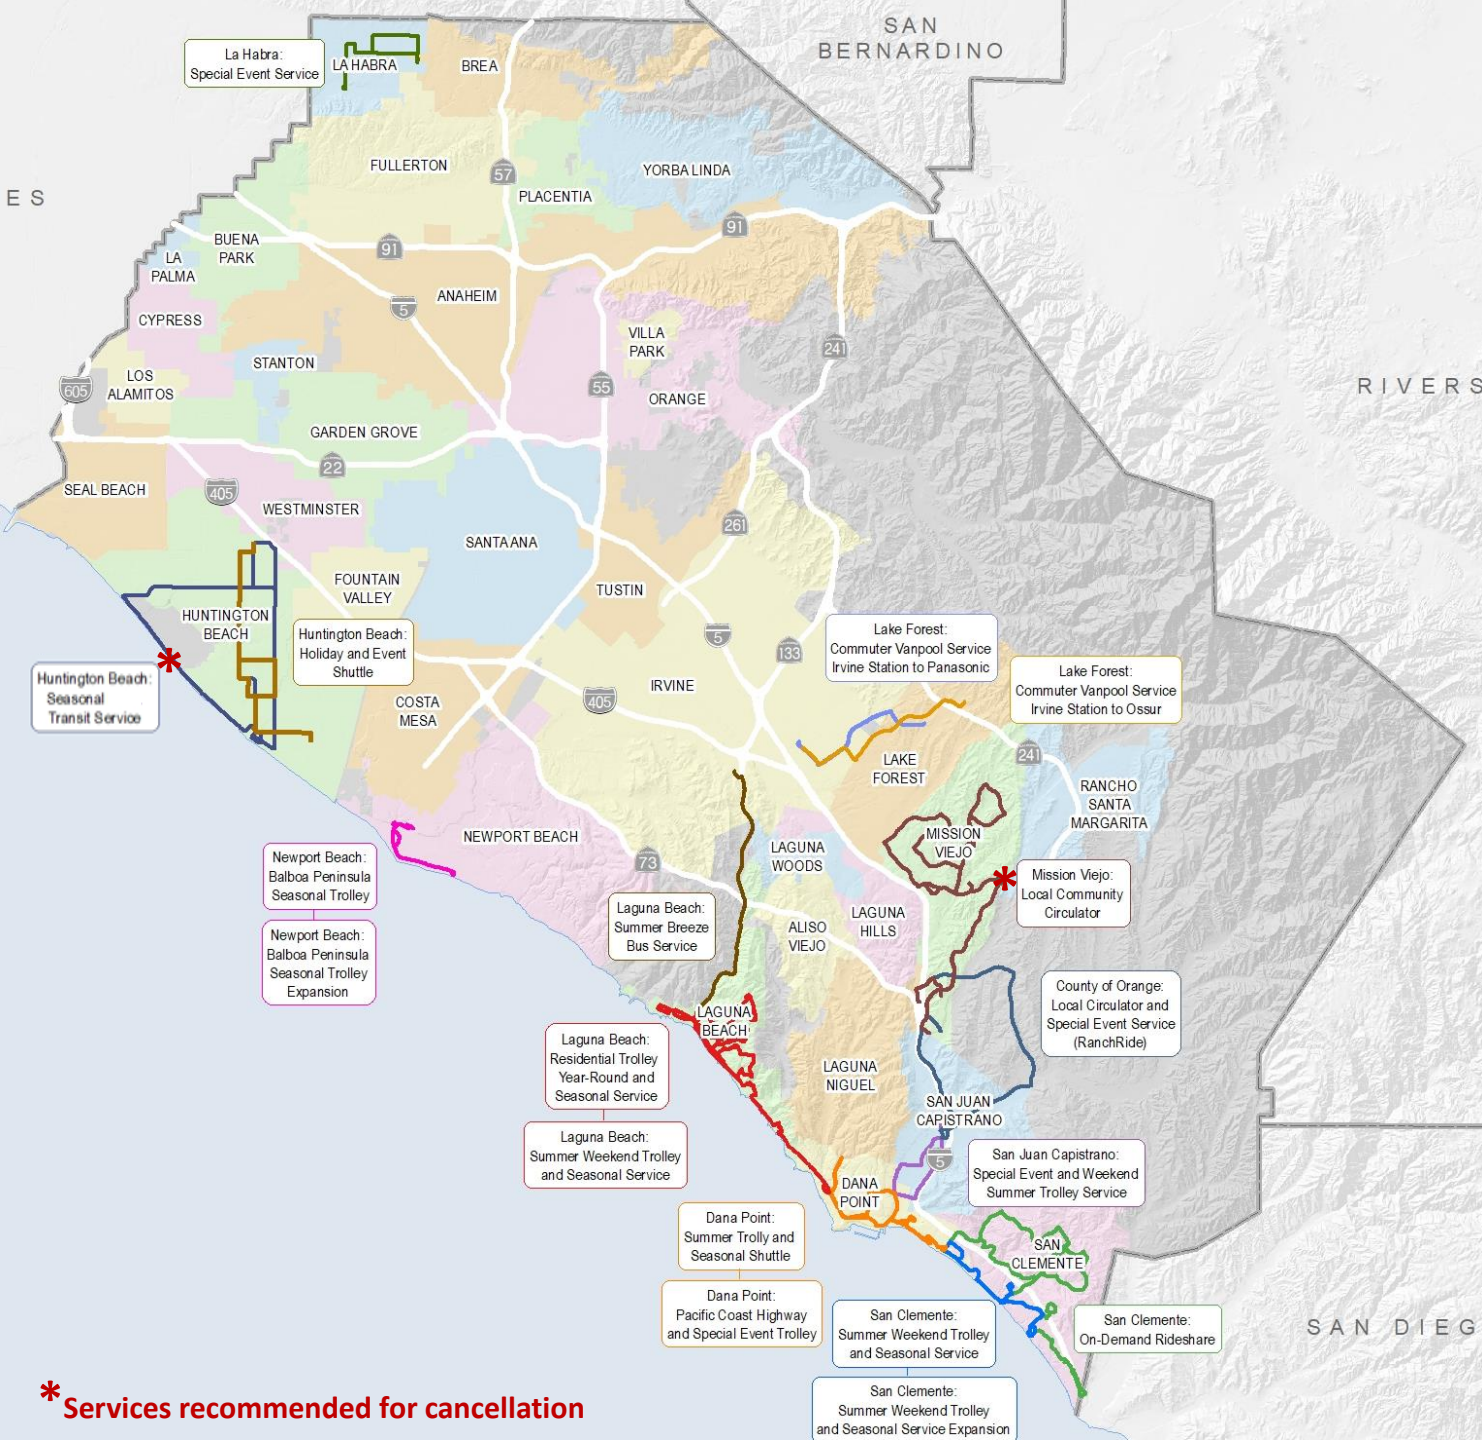 SAN
BERNARDINO
La Habra:
Special Event Service
LA HABRA
BREA
FULLERTON
57
YORBA LINDA
PLACENTIA
ES
91
BUENA
PARK
91
LA
PALMA
ANAHEIM
5
CYPRESS
VILLA
PARK
241
STANTON
LOS
ALAMITOS
605
55
ORANGE
RIVERS
GARDEN GROVE
22
SEAL BEACH
405
WESTMINSTER
261
SANTA ANA
FOUNTAIN
VALLEY
TUSTIN
HUNTINGTON
BEACH
Huntington Beach:
Holiday and Event
Shuttle
5
133
Lake Forest:
Commuter Vanpool Service
Irvine Station to Panasonic
Lake Forest:
Commuter Vanpool Service
Irvine Station to Ossur
*
Huntington Beach:
Seasonal
Transit Service
IRVINE
405
COSTA
MESA
241
LAKE
FOREST
RANCHO
SANTA
MARGARITA
NEWPORT BEACH
MISSION
VIEJO
LAGUNA
WOODS
73
Newport Beach:
Balboa Peninsula
Seasonal Trolley
*
Mission Viejo:
Local Community
Circulator
Laguna Beach:
Summer Breeze
Bus Service
LAGUNA
HILLS
ALISO
VIEJO
Newport Beach:
Balboa Peninsula
Seasonal Trolley
Expansion
County of Orange:
Local Circulator and
Special Event Service
(RanchRide)
LAGUNA
BEACH
Laguna Beach:
Residential Trolley
Year-Round and
Seasonal Service
LAGUNA
NIGUEL
SAN JUAN
CAPISTRANO
Laguna Beach:
Summer Weekend Trolley
and Seasonal Service
5
San Juan Capistrano:
Special Event and Weekend
Summer Trolley Service
DANA
POINT
Dana Point:
Summer Trolly and
Seasonal Shuttle
SAN
CLEMENTE
Dana Point:
Pacific Coast Highway
and Special Event Trolley
San Clemente:
Summer Weekend Trolley
and Seasonal Service
San Clemente:
On-Demand Rideshare
SAN DIEG
San Clemente:
Summer Weekend Trolley
and Seasonal Service Expansion
*Services recommended for cancellation